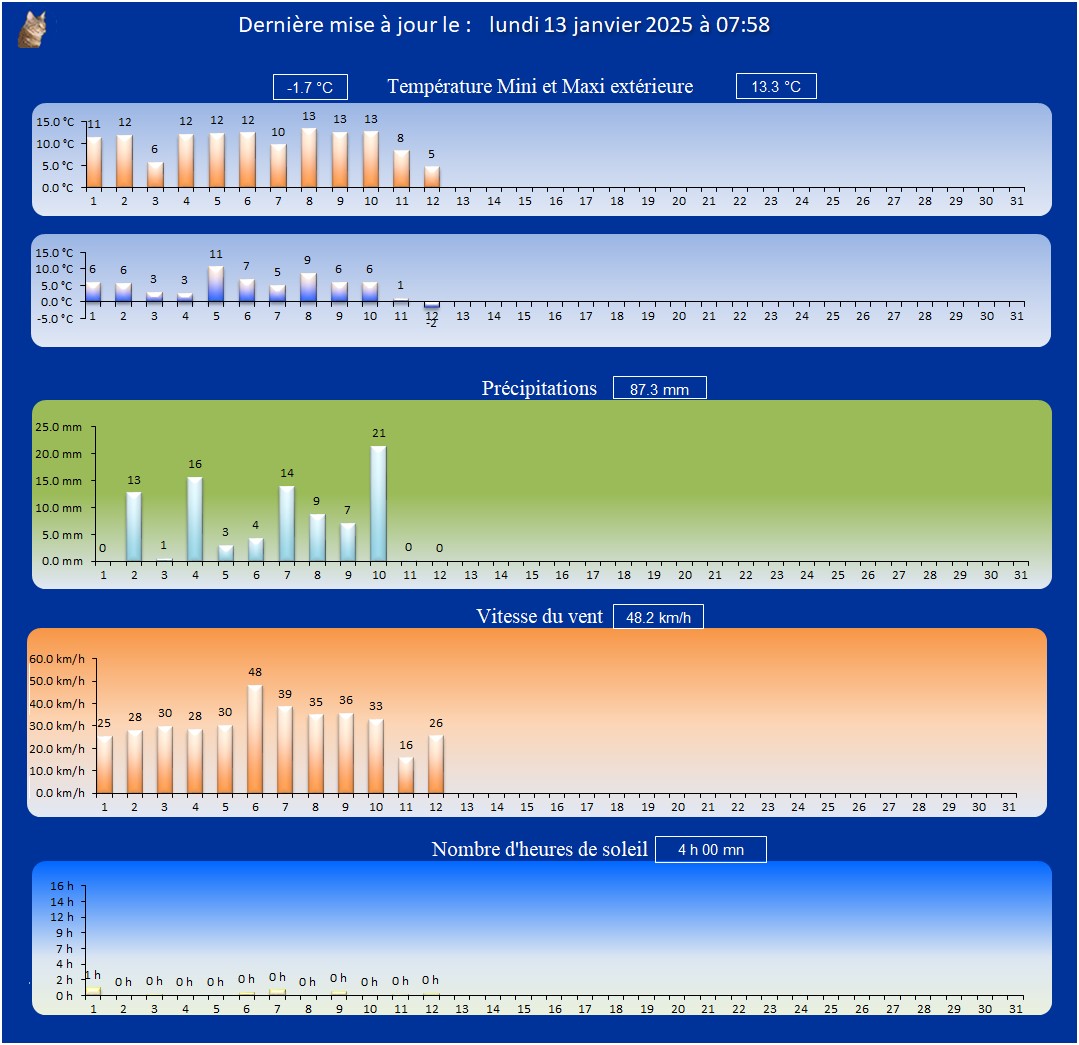 Dernière mise à jour le : lundi 13 janvier 2025 à 07:58
-1.7 °C Température Mini et Maxi extérieure 13.3 °C
15.0 °C
10.0 °C
5.0 °C
0.0 °C
11 12 6 12 12 12 10 13 13 13 8 5
1 2 3 4 5 6 7 8 9 10 11 12 13 14 15 16 17 18 19 20 21 22 23 24 25 26 27 28 29 30 31
15.0 °C
10.0 °C
5.0 °C
0.0 °C
-5.0 °C
6 6 3 3 11 7 5 9 6 6 1 -2
1 2 3 4 5 6 7 8 9 10 11 12 13 14 15 16 17 18 19 20 21 22 23 24 25 26 27 28 29 30 31
Précipitations 87.3 mm
25.0 mm
20.0 mm
15.0 mm
10.0 mm
5.0 mm
0.0 mm
0 13 1 16 3 4 14 9 7 21 0 0
1 2 3 4 5 6 7 8 9 10 11 12 13 14 15 16 17 18 19 20 21 22 23 24 25 26 27 28 29 30 31
Vitesse du vent 48.2 km/h
60.0 km/h
50.0 km/h
40.0 km/h
30.0 km/h
20.0 km/h
10.0 km/h
0.0 km/h
25 28 30 28 30 48 39 35 36 33 16 26
1 2 3 4 5 6 7 8 9 10 11 12 13 14 15 16 17 18 19 20 21 22 23 24 25 26 27 28 29 30 31
Nombre d'heures de soleil 4 h 00 mn
16 h
14 h
12 h
9 h
7 h
4 h
2 h
0 h
1 h 0 h 0 h 0 h 0 h 0 h 0 h 0 h 0 h 0 h 0 h 0 h
1 2 3 4 5 6 7 8 9 10 11 12 13 14 15 16 17 18 19 20 21 22 23 24 25 26 27 28 29 30 31